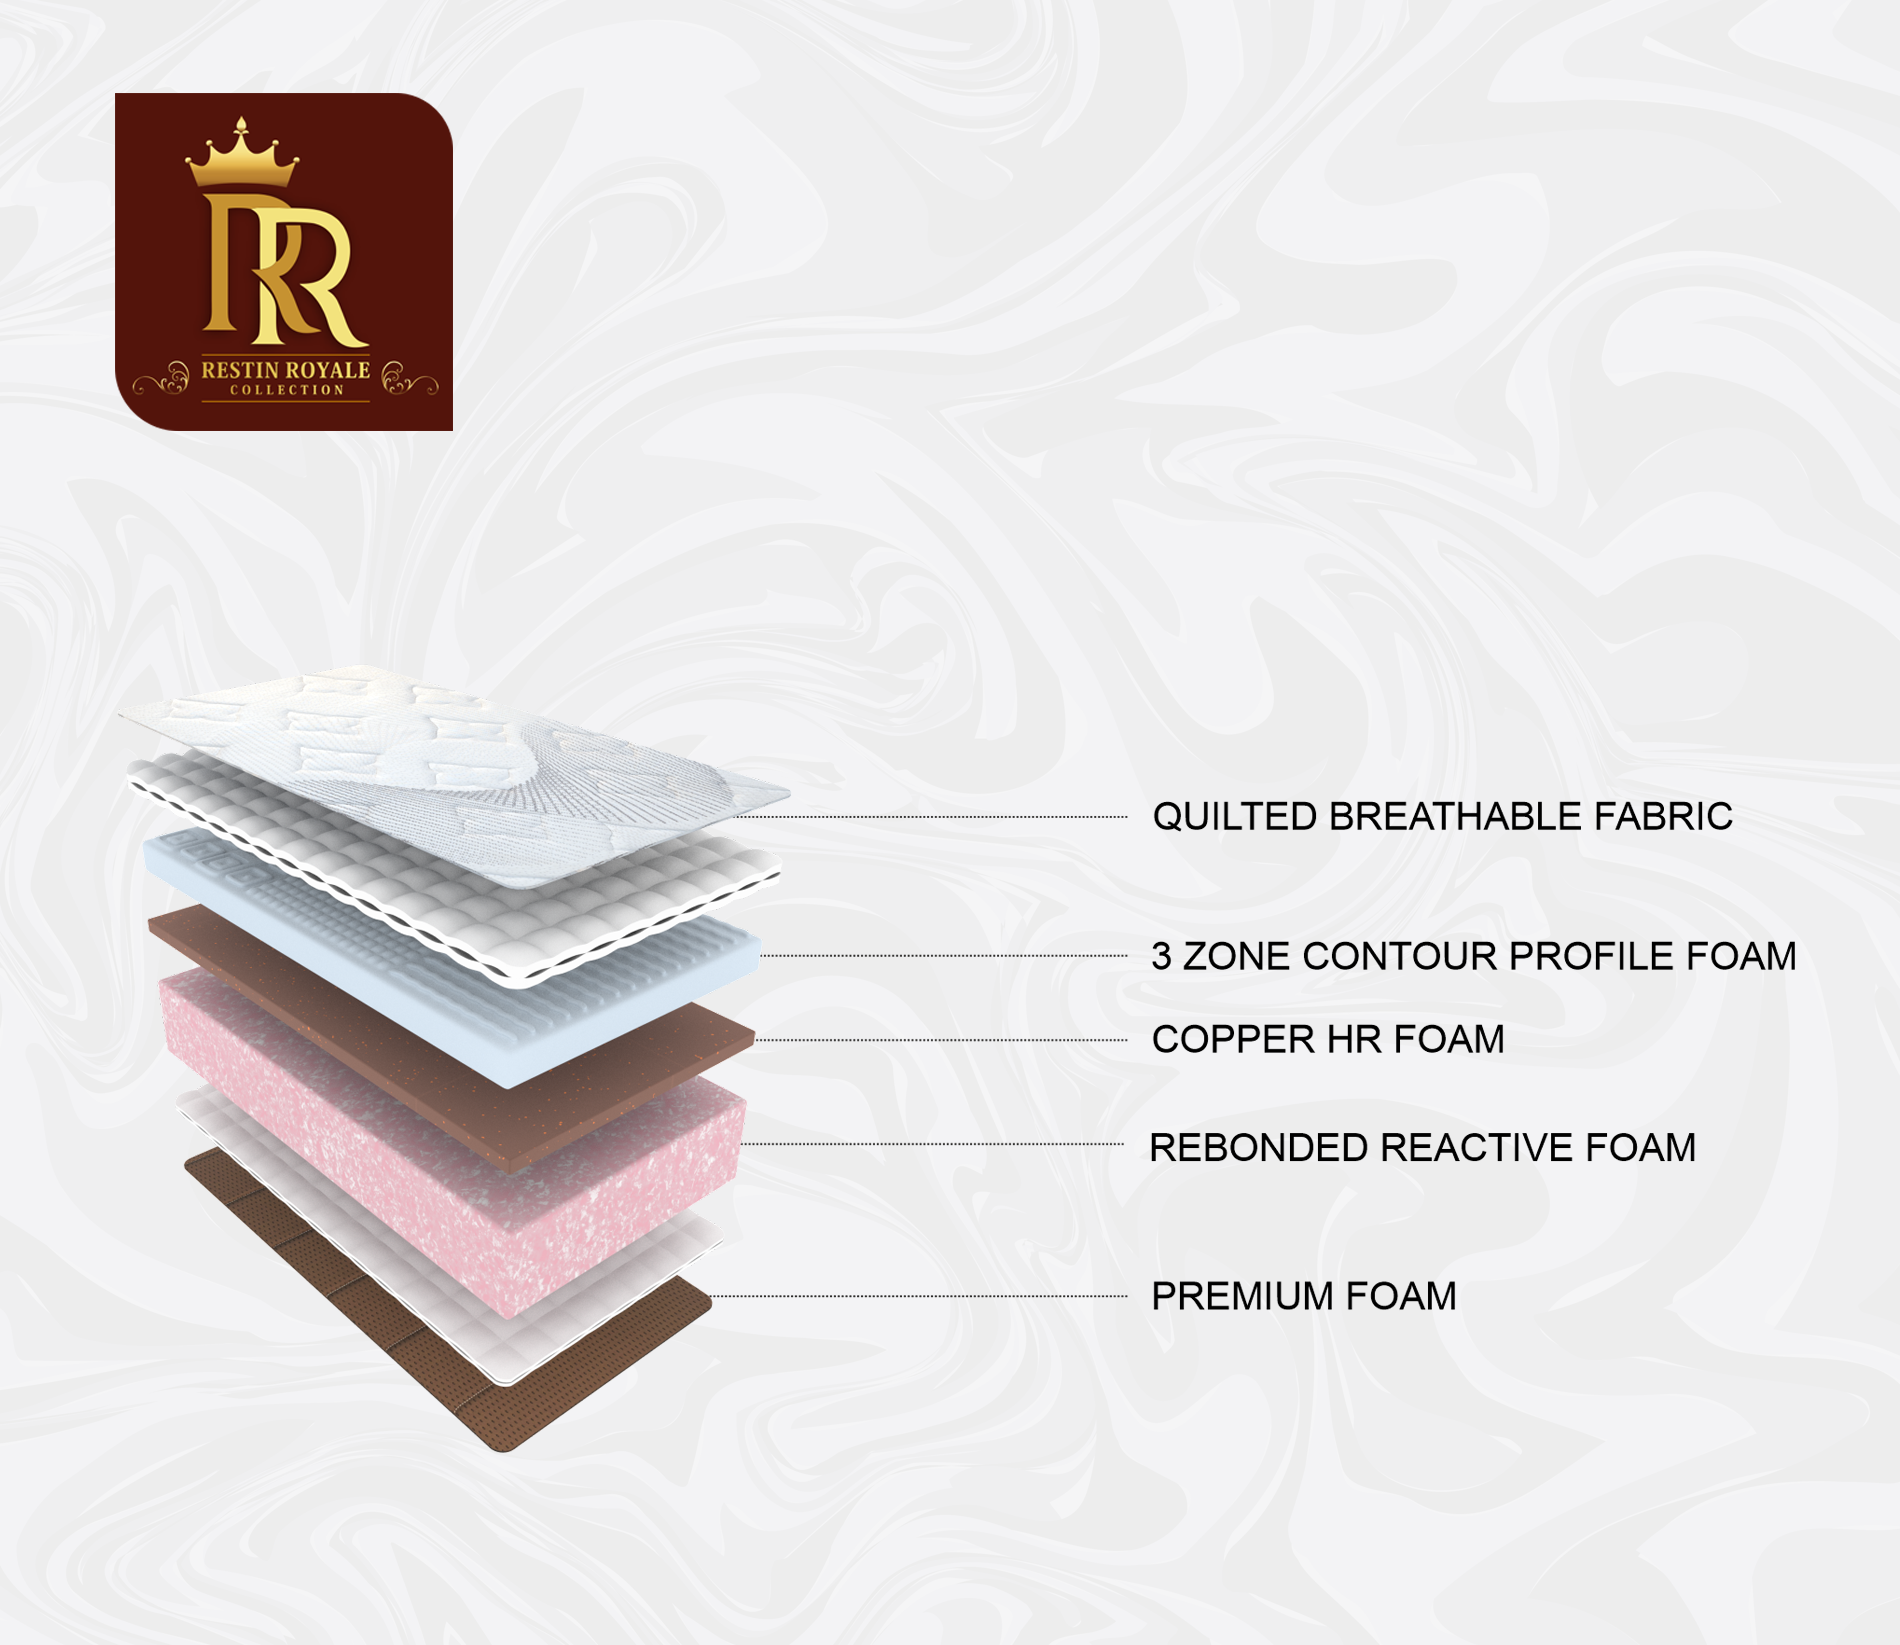 RR
RESTIN ROYALE
COLLECTION
QUILTED BREATHABLE FABRIC
3 ZONE CONTOUR PROFILE FOAM
COPPER HR FOAM
REBONDED REACTIVE FOAM
PREMIUM FOAM